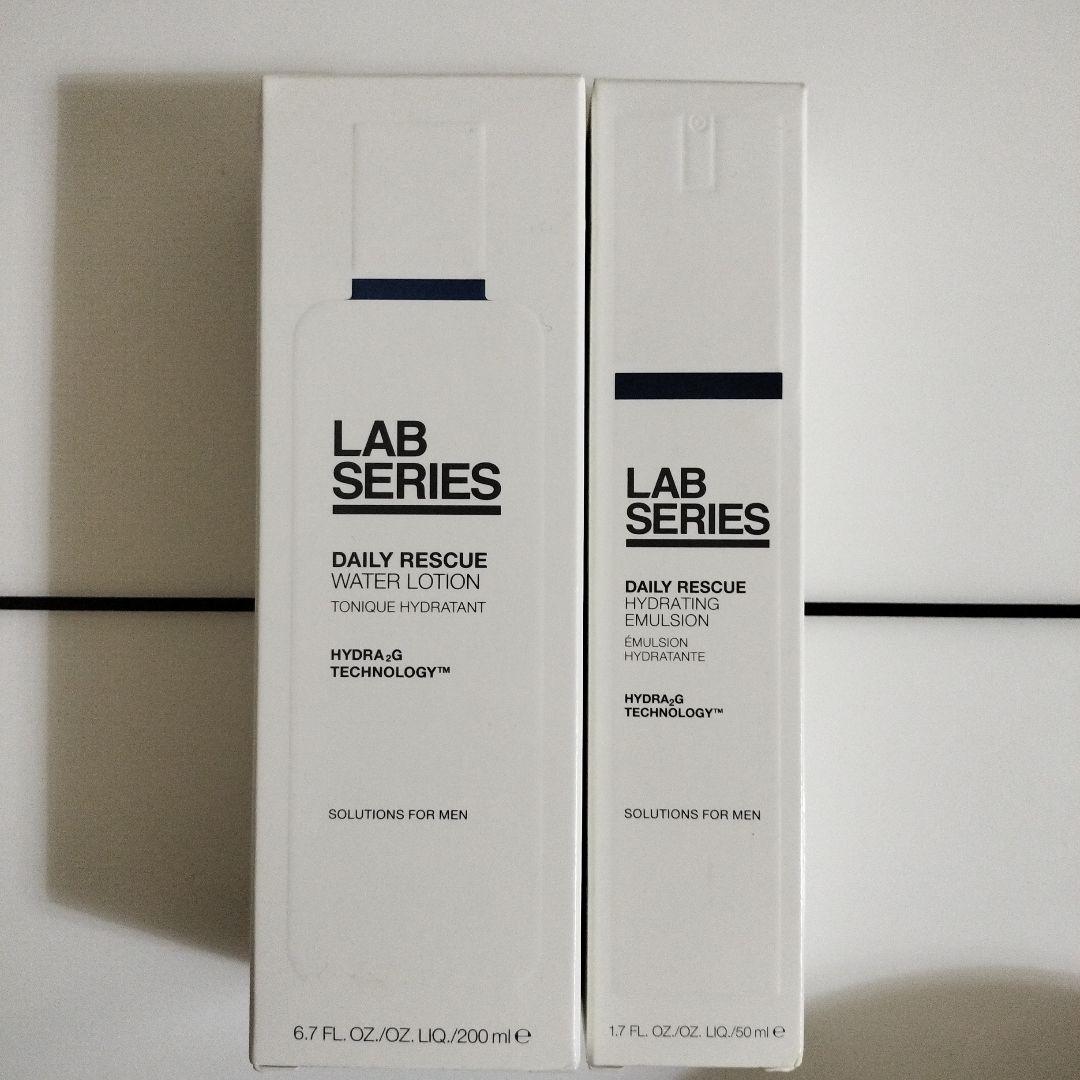 LAB
SERIES
DAILY RESCUE
WATER LOTION
TONIQUE HYDRATANT
HYDRA₂G
TECHNOLOGY™
SOLUTIONS FOR MEN
6.7 FL. OZ./OZ. LIQ./200 ml ℮
LAB
SERIES
DAILY RESCUE
HYDRATING
EMULSION
ÉMULSION
HYDRATANTE
HYDRA₂G
TECHNOLOGY™
SOLUTIONS FOR MEN
1.7 FL. OZ./OZ. LIQ./50 ml ℮